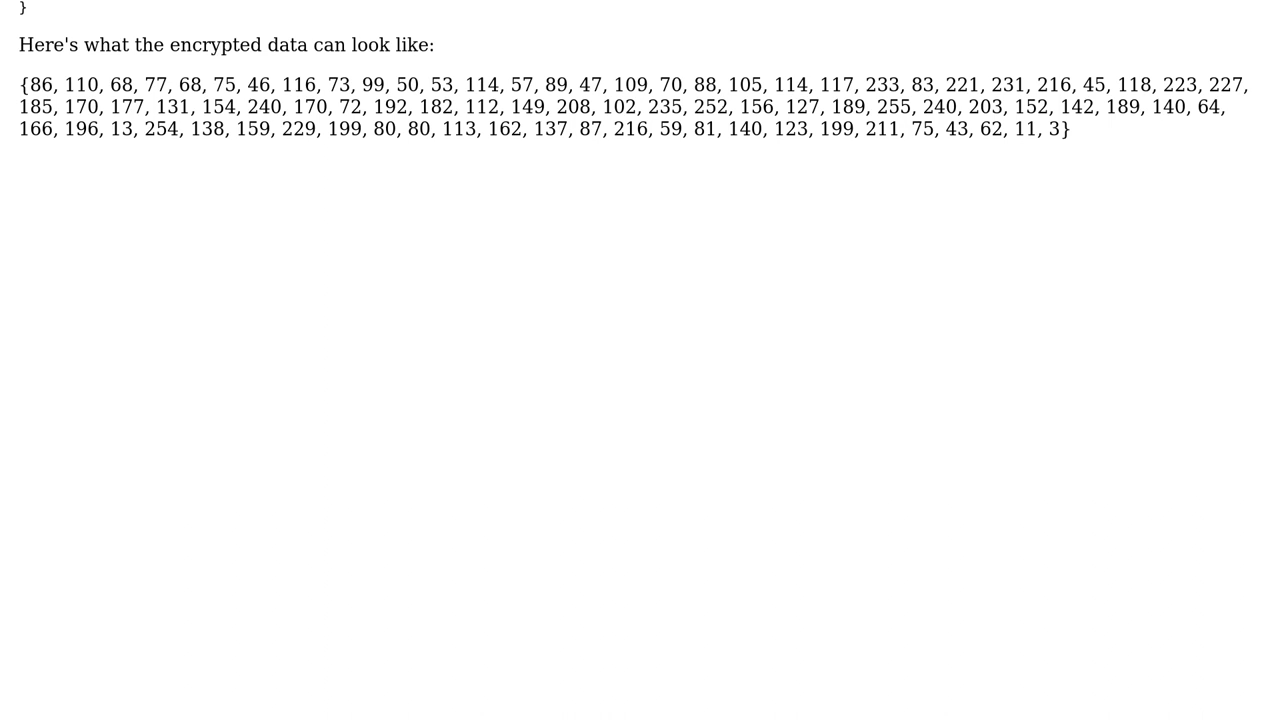 }
Here's what the encrypted data can look like:
{86, 110, 68, 77, 68, 75, 46, 116, 73, 99, 50, 53, 114, 57, 89, 47, 109, 70, 88, 105, 114, 117, 233, 83, 221, 231, 216, 45, 118, 223, 227,
185, 170, 177, 131, 154, 240, 170, 72, 192, 182, 112, 149, 208, 102, 235, 252, 156, 127, 189, 255, 240, 203, 152, 142, 189, 140, 64,
166, 196, 13, 254, 138, 159, 229, 199, 80, 80, 113, 162, 137, 87, 216, 59, 81, 140, 123, 199, 211, 75, 43, 62, 11, 3}